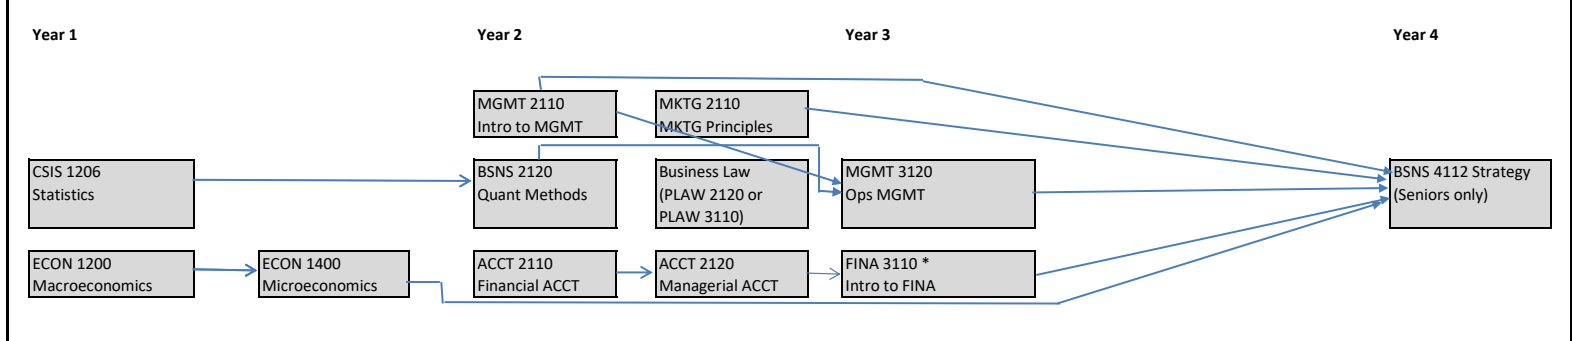 Year 1
Year 2
Year 3
Year 4
MGMT 2110
Intro to MGMT
MKTG 2110
MKTG Principles
CSIS 1206
Statistics
BSNS 2120
Quant Methods
Business Law
(PLAW 2120 or
PLAW 3110)
MGMT 3120
Ops MGMT
BSNS 4112 Strategy
(Seniors only)
ECON 1200
Macroeconomics
ECON 1400
Microeconomics
ACCT 2110
Financial ACCT
ACCT 2120
Managerial ACCT
FINA 3110 *
Intro to FINA